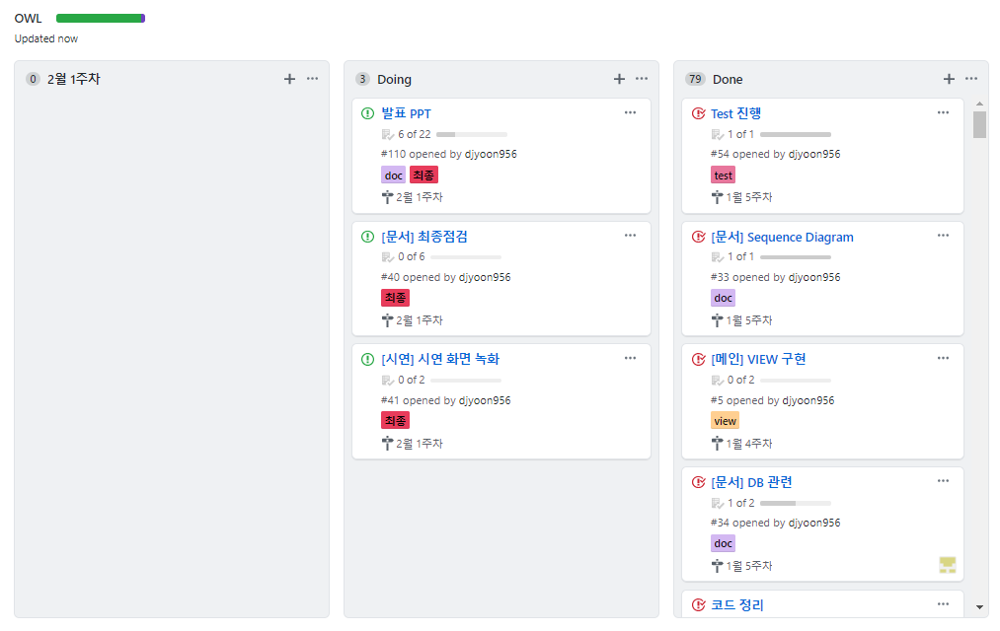 OWL
Updated now
0 2월 1주차
3 Doing
발표 PPT
6 of 22
#110 opened by djyoon956
doc 최종
2월 1주차
[문서] 최종점검
0 of 6
#40 opened by djyoon956
최종
2월 1주차
[시연] 시연 화면 녹화
0 of 2
#41 opened by djyoon956
최종
2월 1주차
79 Done
Test 진행
1 of 1
#54 opened by djyoon956
test
1월 5주차
[문서] Sequence Diagram
1 of 1
#33 opened by djyoon956
doc
1월 5주차
[메인] VIEW 구현
0 of 2
#5 opened by djyoon956
view
1월 4주차
[문서] DB 관련
1 of 2
#34 opened by djyoon956
doc
1월 5주차
코드 정리